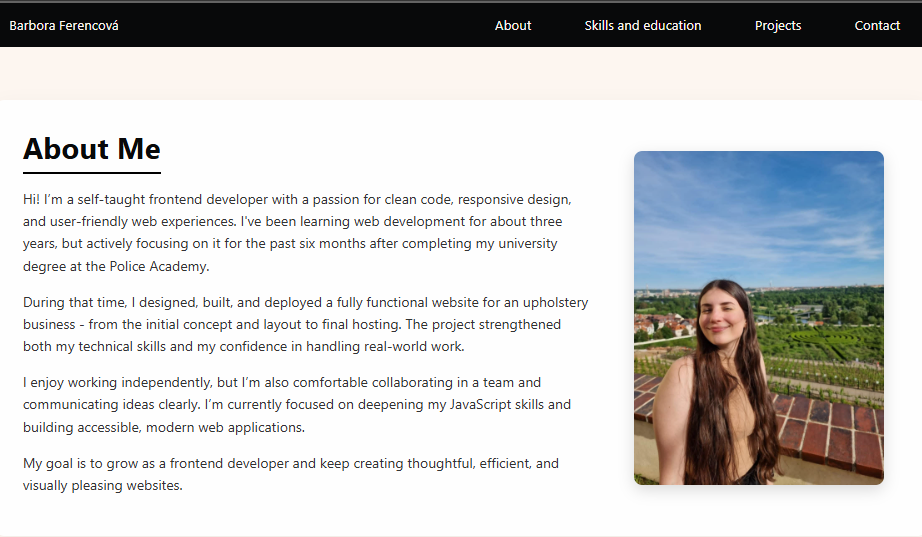 Barbora Ferencová
About
Skills and education
Projects
Contact
About Me
Hi! I’m a self-taught frontend developer with a passion for clean code, responsive design,
and user-friendly web experiences. I've been learning web development for about three
years, but actively focusing on it for the past six months after completing my university
degree at the Police Academy.
During that time, I designed, built, and deployed a fully functional website for an upholstery
business - from the initial concept and layout to final hosting. The project strengthened
both my technical skills and my confidence in handling real-world work.
I enjoy working independently, but I’m also comfortable collaborating in a team and
communicating ideas clearly. I’m currently focused on deepening my JavaScript skills and
building accessible, modern web applications.
My goal is to grow as a frontend developer and keep creating thoughtful, efficient, and
visually pleasing websites.